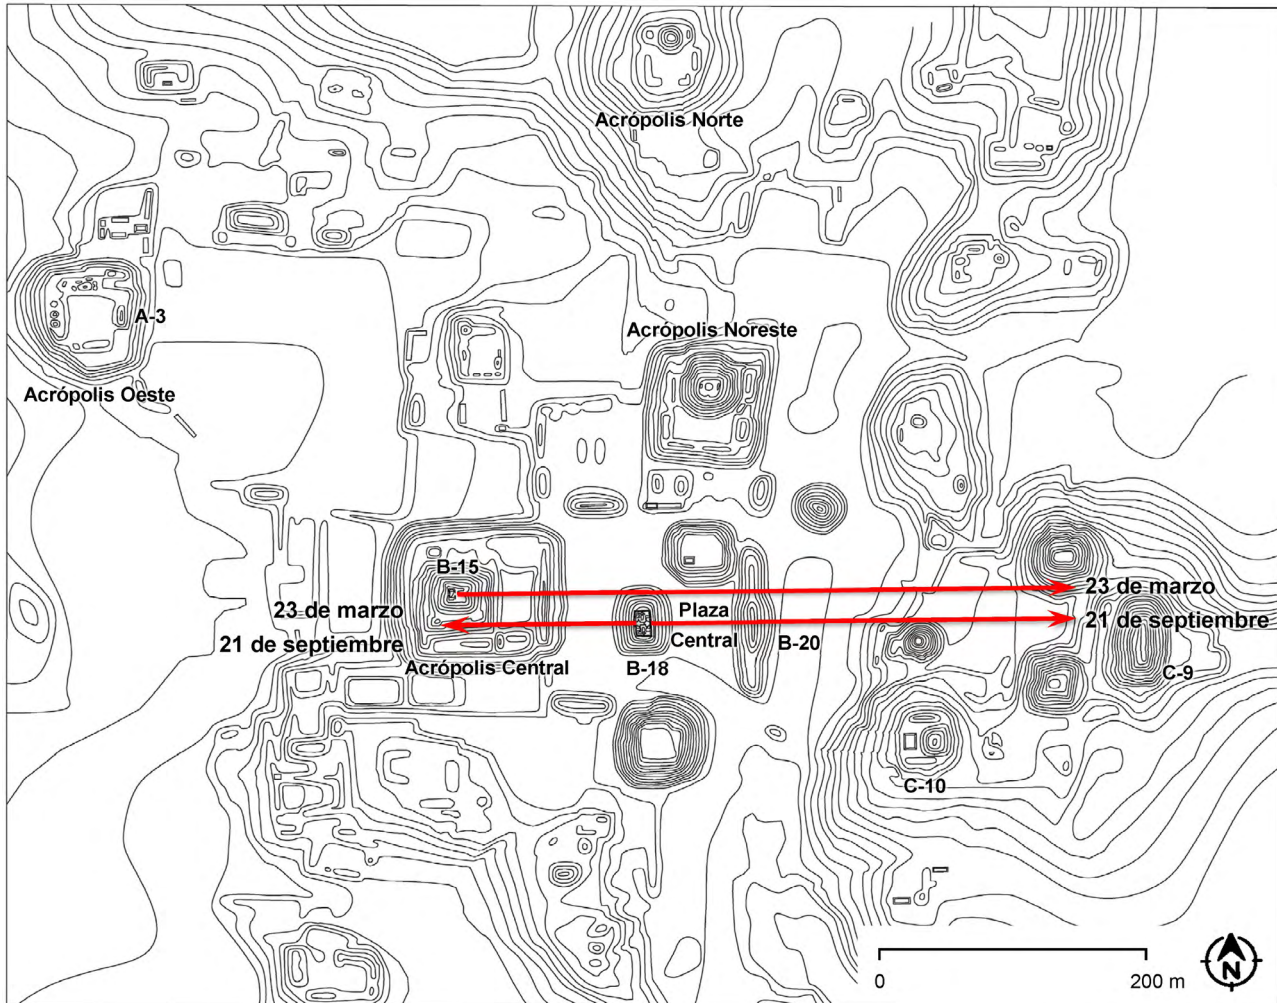 Acrópolis Norte
A-3
Acrópolis Noreste
Acrópolis Oeste
B-15
23 de marzo
23 de marzo
Plaza
Central
21 de septiembre
21 de septiembre
Acrópolis Central
B-18
B-20
C-9
C-10
0
200 m
N